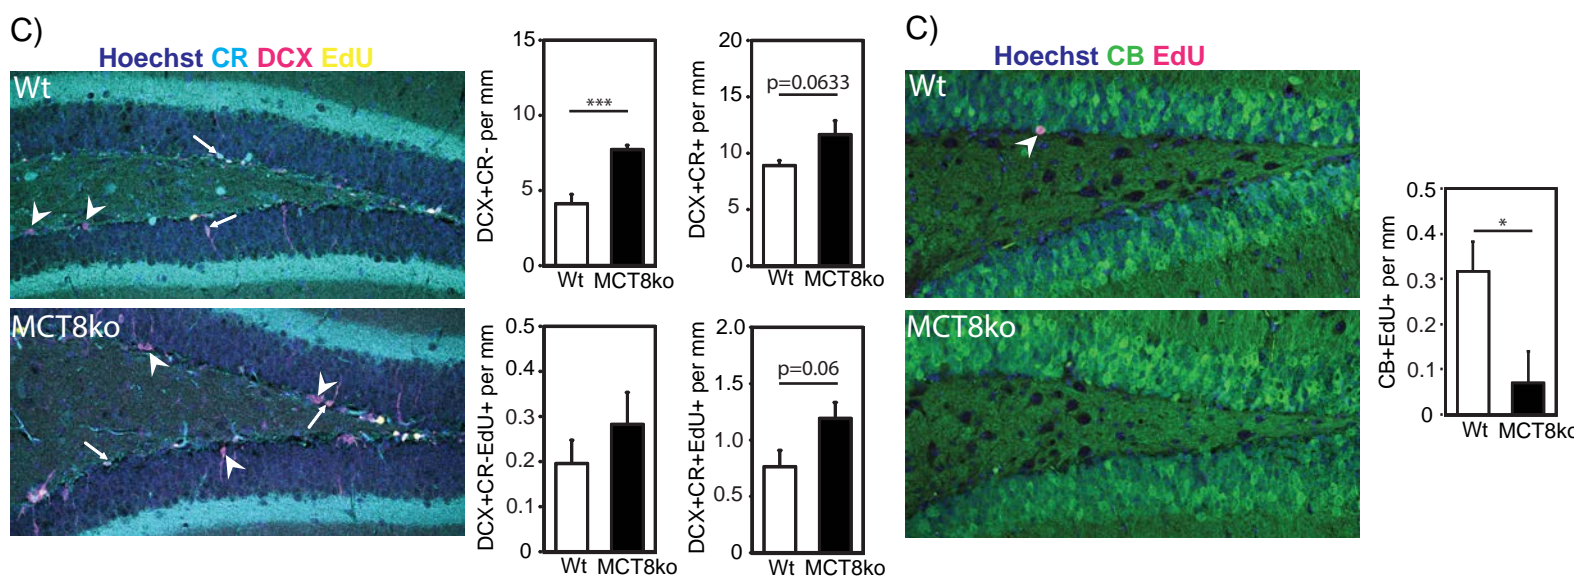 C)
Hoechst CR DCX EdU
Wt
MCT8ko
DCX+CR- per mm
15
10
5
0
***
Wt MCT8ko
DCX+CR+ per mm
20
15
10
5
0
p=0.0633
Wt MCT8ko
DCX+CR-EdU+ per mm
0.5
0.4
0.3
0.2
0.1
0
Wt MCT8ko
DCX+CR+EdU+ per mm
2.0
1.5
1.0
0.5
0
p=0.06
Wt MCT8ko
C)
Hoechst CB EdU
Wt
MCT8ko
CB+EdU+ per mm
0.5
0.4
0.3
0.2
0.1
0
*
Wt MCT8ko